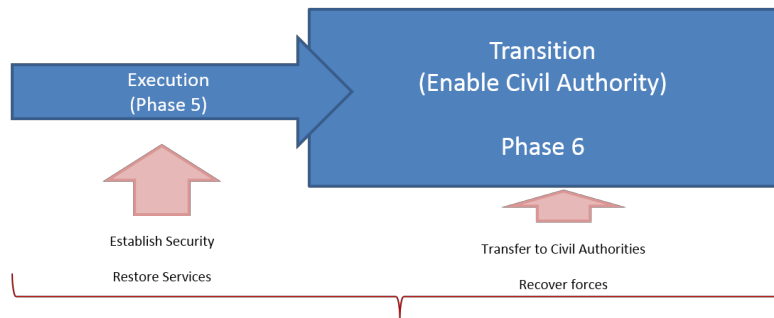 Execution
(Phase 5)
Transition
(Enable Civil Authority)
Phase 6
Establish Security
Restore Services
Transfer to Civil Authorities
Recover forces